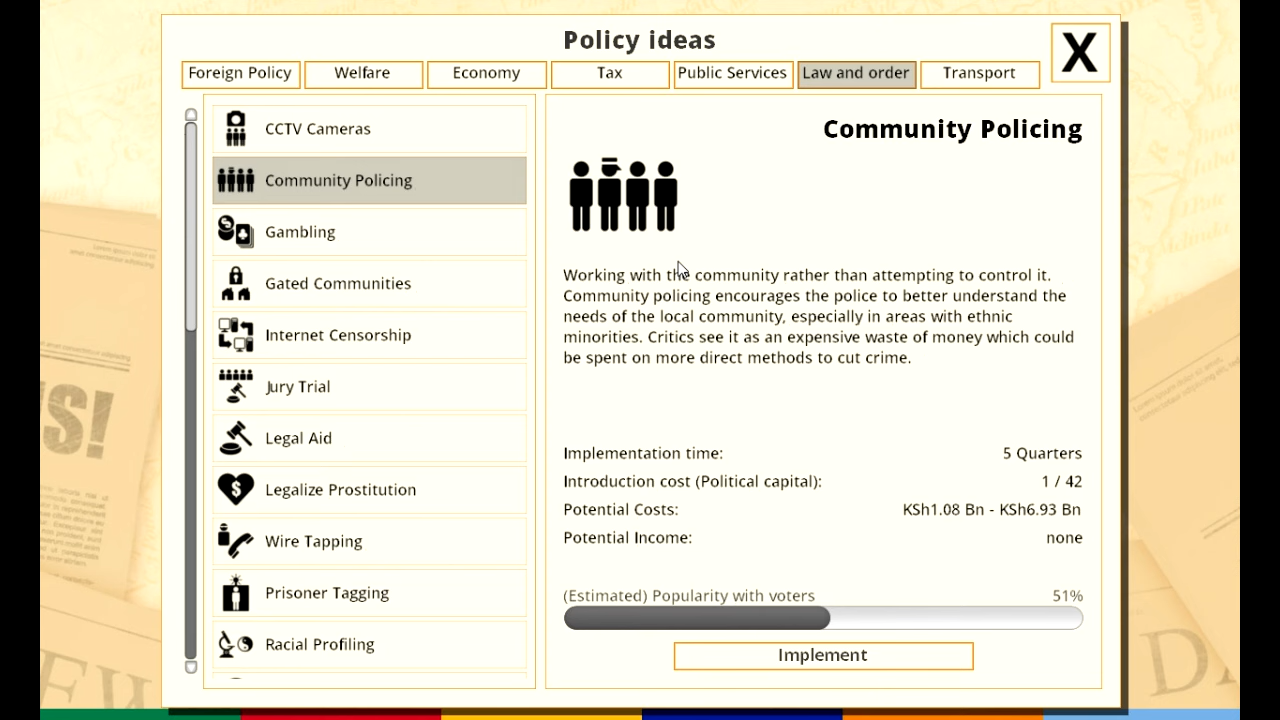 Policy ideas
X
Foreign Policy
Welfare
Economy
Tax
Public Services
Law and order
Transport
CCTV Cameras
Community Policing
Gambling
Gated Communities
Internet Censorship
Jury Trial
Legal Aid
Legalize Prostitution
Wire Tapping
Prisoner Tagging
Racial Profiling
Community Policing
Working with the community rather than attempting to control it.
Community policing encourages the police to better understand the
needs of the local community, especially in areas with ethnic
minorities. Critics see it as an expensive waste of money which could
be spent on more direct methods to cut crime.
Implementation time: 5 Quarters
Introduction cost (Political capital): 1 / 42
Potential Costs: KSh1.08 Bn - KSh6.93 Bn
Potential Income: none
(Estimated) Popularity with voters 51%
Implement